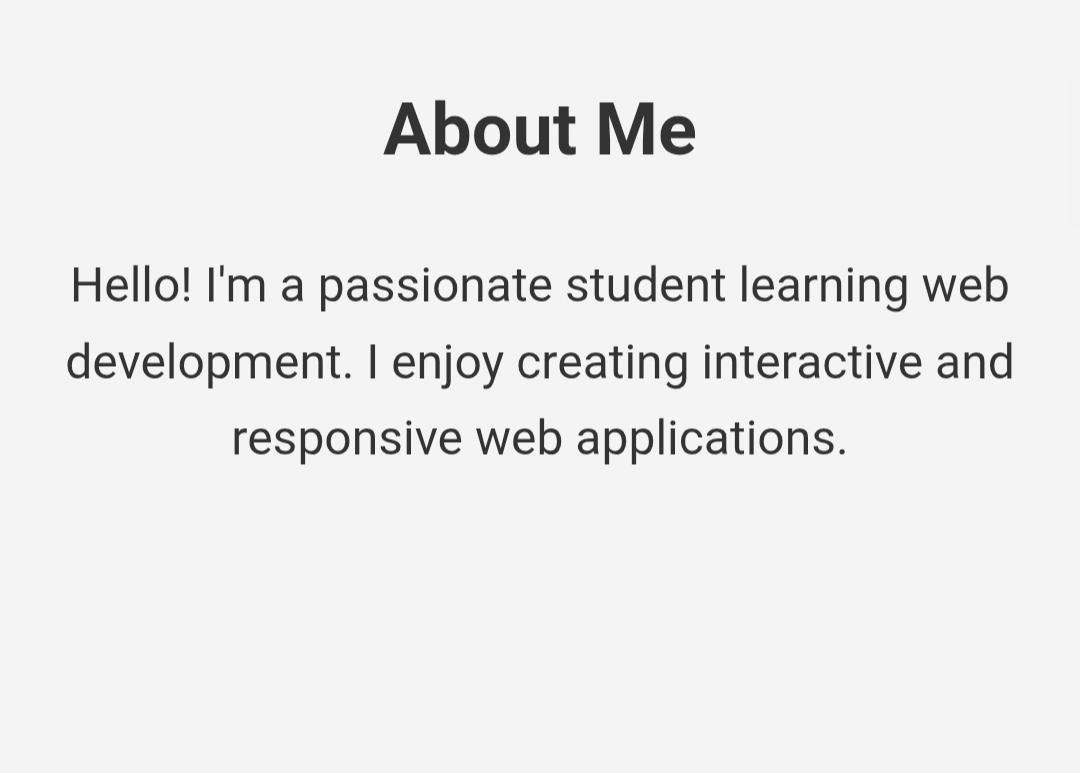 About Me
Hello! I'm a passionate student learning web
development. I enjoy creating interactive and
responsive web applications.